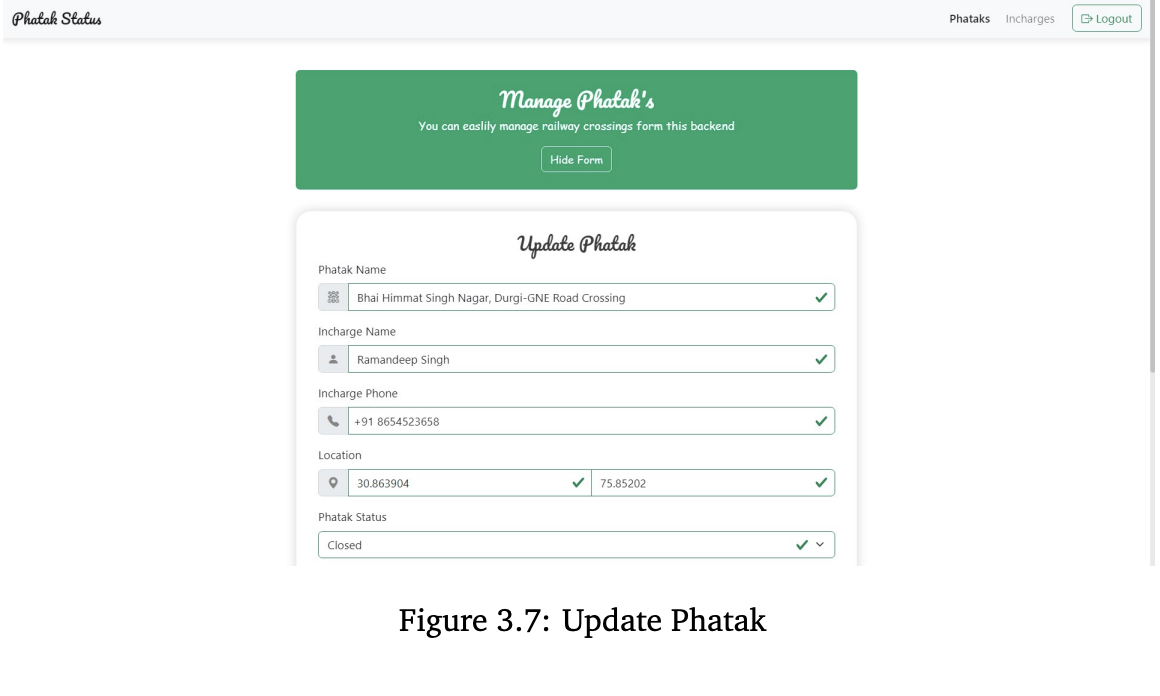 Phatak Status
Phataks Incharges Logout
Manage Phatak's
You can easlily manage railway crossings form this backend
Hide Form
Update Phatak
Phatak Name
Bhai Himmat Singh Nagar, Durgi-GNE Road Crossing
Incharge Name
Ramandeep Singh
Incharge Phone
+91 8654523658
Location
30.863904 75.85202
Phatak Status
Closed
Figure 3.7: Update Phatak